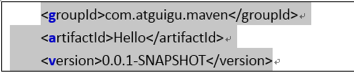 <groupId>com.atguigu.maven</groupId>
<artifactId>Hello</artifactId>
<version>0.0.1-SNAPSHOT</version>